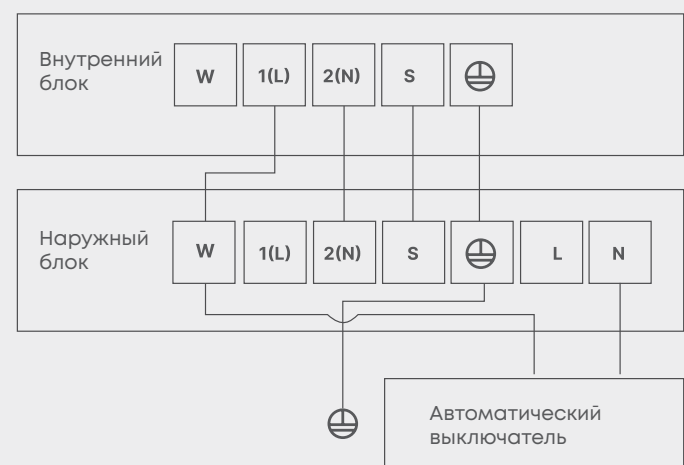 Внутренний
блок
W 1(L) 2(N) S
Наружный
блок
W 1(L) 2(N) S L N
Автоматический
выключатель